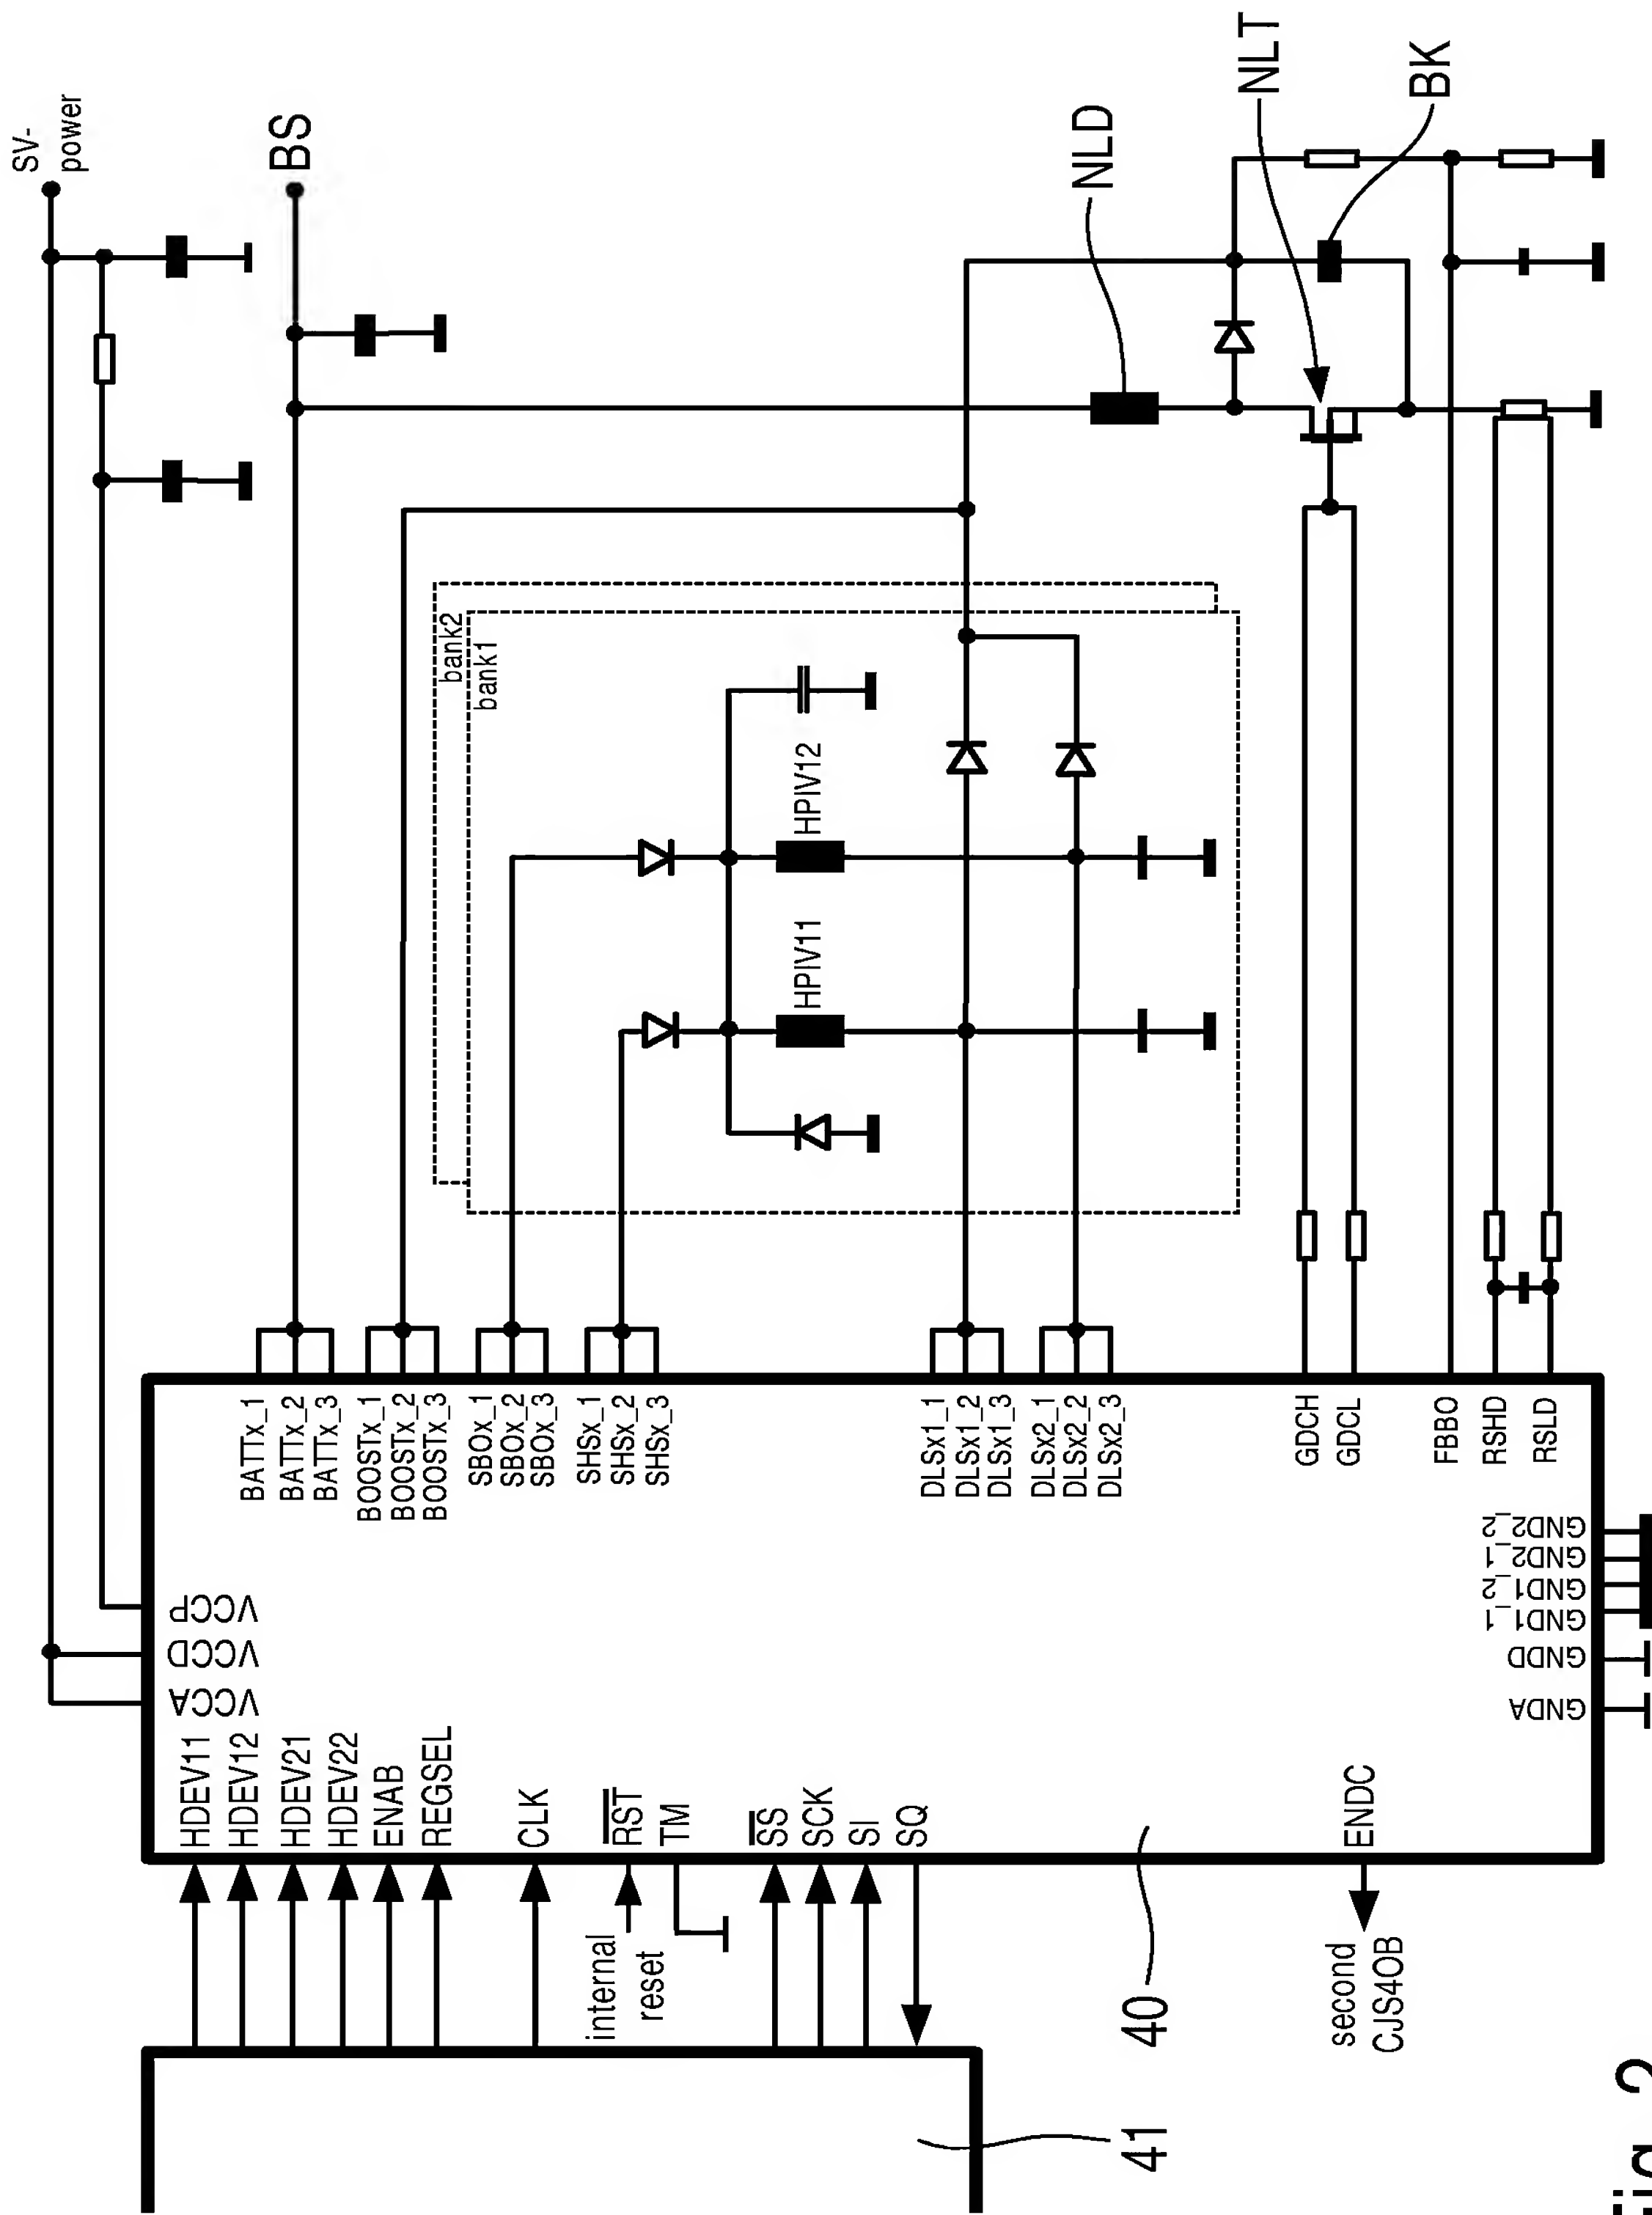 SV-
power
BS
NLD
NLT
BK
bank2
bank1
HPIV12
HPIV11
BATTx_1
BATTx_2
BATTx_3
BOOSTx_1
BOOSTx_2
BOOSTx_3
SBOx_1
SBOx_2
SBOx_3
SHSx_1
SHSx_2
SHSx_3
DLSx1_1
DLSx1_2
DLSx1_3
DLSx2_1
DLSx2_2
DLSx2_3
GDCH
GDCL
FBBO
RSHD
RSLD
VCCP
VCCD
VCCA
GND2_2
GND2_1
GND1_2
GND1_1
GNDD
GNDA
HDEV11
HDEV12
HDEV21
HDEV22
ENAB
REGSEL
CLK
RST
TM
SS
SCK
SI
SQ
ENDC
internal
reset
second
CJS4OB
40
41
Fig. 2